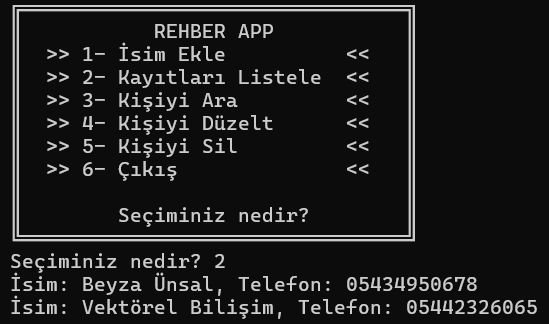 REHBER APP
>> 1- İsim Ekle <<
>> 2- Kayıtları Listele <<
>> 3- Kişiyi Ara <<
>> 4- Kişiyi Düzelt <<
>> 5- Kişiyi Sil <<
>> 6- Çıkış <<
Seçiminiz nedir?
Seçiminiz nedir? 2
İsim: Beyza Ünsal, Telefon: 05434950678
İsim: Vektörel Bilişim, Telefon: 05442326065